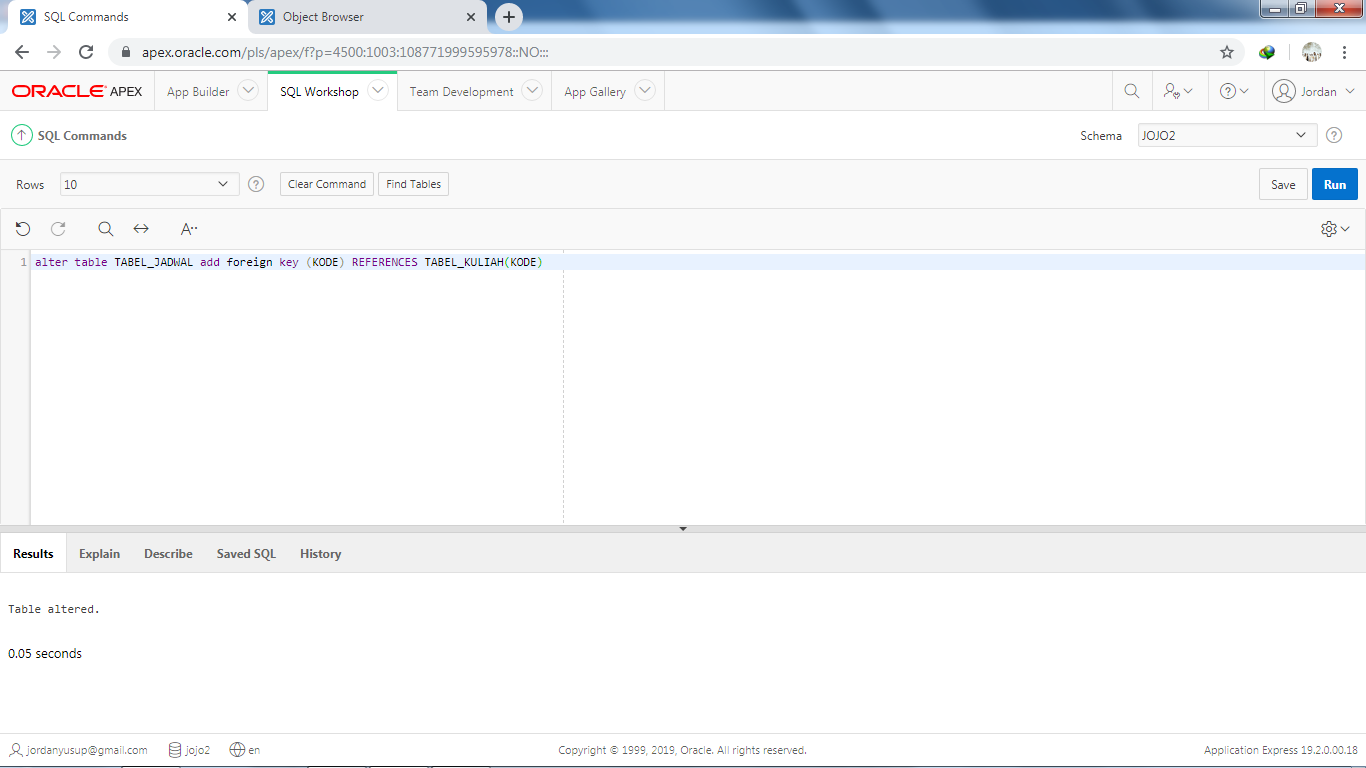 SQL Commands
Object Browser
apex.oracle.com/pls/apex/f?p=4500:1003:108771999595978::NO:::
ORACLE APEX App Builder SQL Workshop Team Development App Gallery Jordan
SQL Commands Schema JOJO2
Rows 10 Clear Command Find Tables Save Run
A
1 alter table TABEL_JADWAL add foreign key (KODE) REFERENCES TABEL_KULIAH(KODE)
Results Explain Describe Saved SQL History
Table altered.
0.05 seconds
jordanyusup@gmail.com jojo2 en Copyright © 1999, 2019, Oracle. All rights reserved. Application Express 19.2.0.00.18